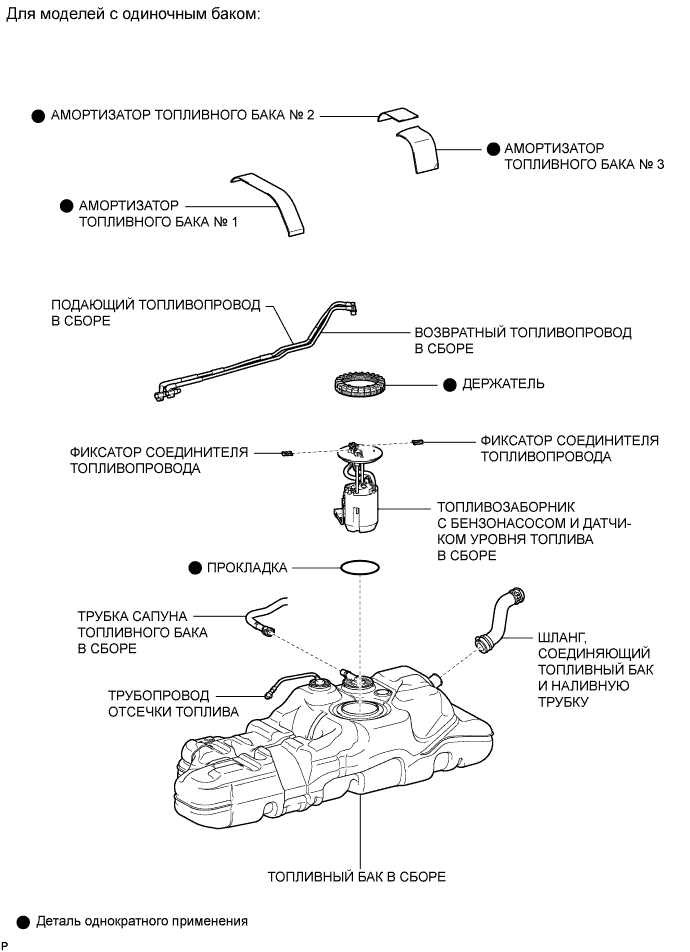 Для моделей с одиночным баком:
АМОРТИЗАТОР ТОПЛИВНОГО БАКА № 2
АМОРТИЗАТОР
ТОПЛИВНОГО БАКА № 3
АМОРТИЗАТОР
ТОПЛИВНОГО БАКА № 1
ПОДАЮЩИЙ ТОПЛИВОПРОВОД
В СБОРЕ
ВОЗВРАТНЫЙ ТОПЛИВОПРОВОД
В СБОРЕ
ДЕРЖАТЕЛЬ
ФИКСАТОР СОЕДИНИТЕЛЯ
ТОПЛИВОПРОВОДА
ФИКСАТОР СОЕДИНИТЕЛЯ
ТОПЛИВОПРОВОДА
ТОПЛИВОЗАБОРНИК
С БЕНЗОНАСОСОМ И ДАТЧИ-
КОМ УРОВНЯ ТОПЛИВА
В СБОРЕ
ПРОКЛАДКА
ТРУБКА САПУНА
ТОПЛИВНОГО БАКА
В СБОРЕ
ШЛАНГ,
СОЕДИНЯЮЩИЙ
ТОПЛИВНЫЙ БАК
И НАЛИВНУЮ
ТРУБКУ
ТРУБОПРОВОД
ОТСЕЧКИ ТОПЛИВА
ТОПЛИВНЫЙ БАК В СБОРЕ
Деталь однократного применения
P